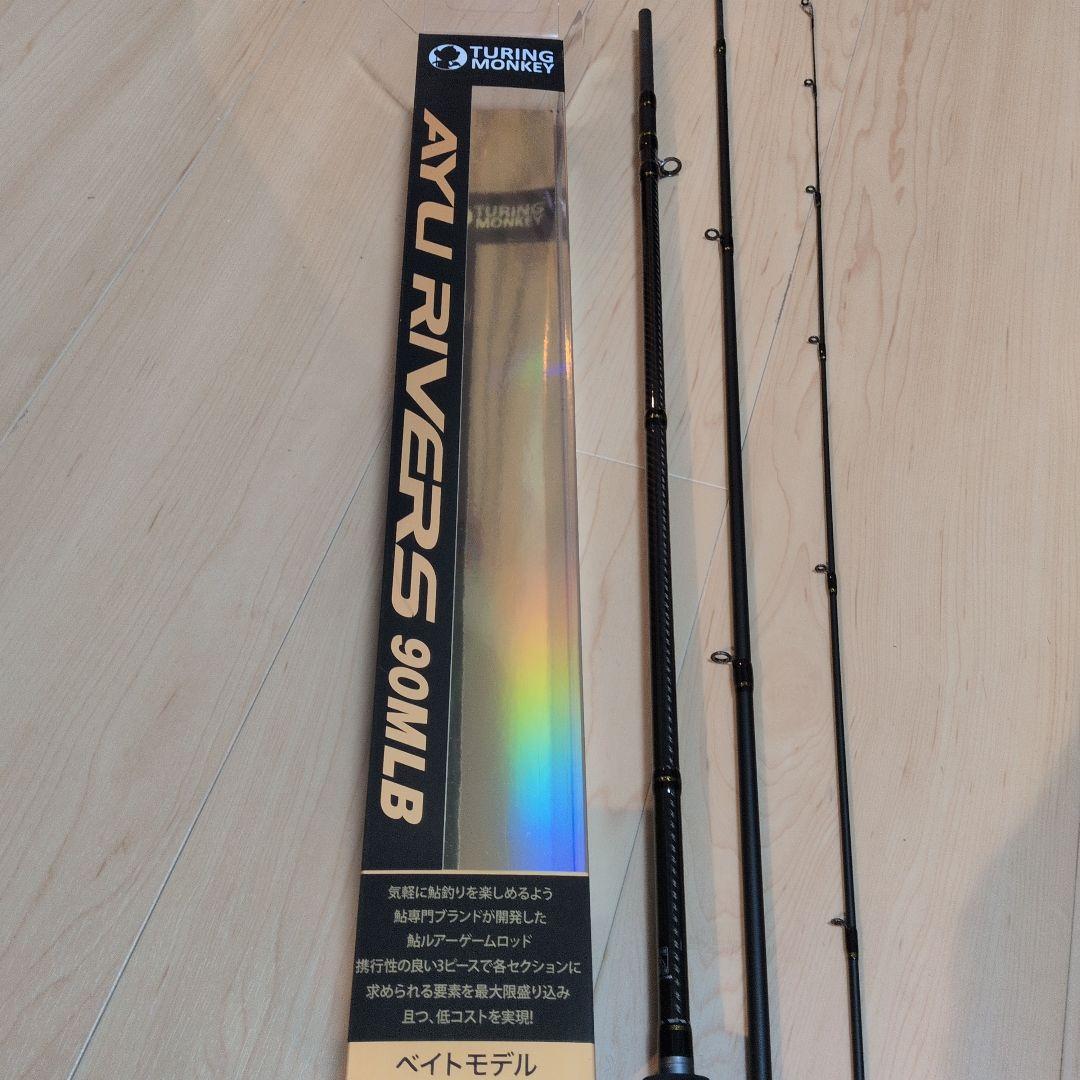 TURING
MONKEY
AYU RIVERS 90MLB
TURING
MONKEY
気軽に鮎釣りを楽しめるよう
鮎専門ブランドが開発した
鮎ルアーゲームロッド
携行性の良い3ピースで各セクションに
求められる要素を最大限盛り込み
且つ、低コストを実現!
ベイトモデル